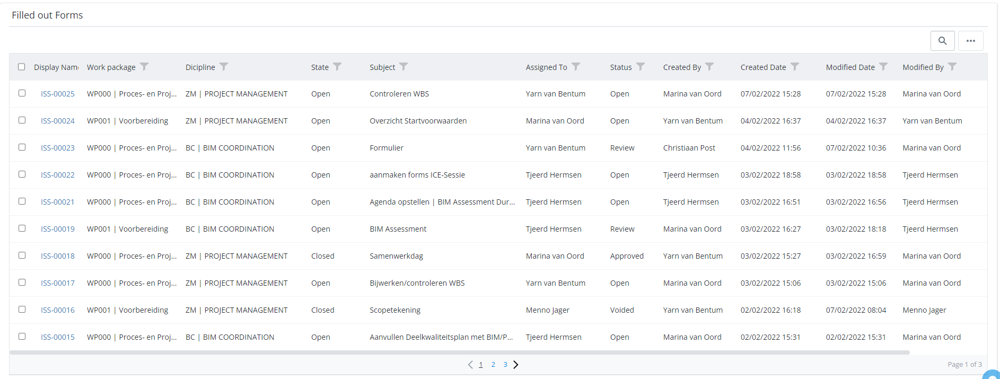 Filled out Forms
Display Nam Work package Dicipline State Subject Assigned To Status Created By Created Date Modified Date Modified By
ISS-00025 WP000 | Proces- en Proj... ZM | PROJECT MANAGEMENT Open Controleren WBS Yarn van Bentum Open Marina van Oord 07/02/2022 15:28 07/02/2022 15:28 Marina van Oord
ISS-00024 WP001 | Voorbereiding ZM | PROJECT MANAGEMENT Open Overzicht Startvoorwaarden Marina van Oord Open Yarn van Bentum 04/02/2022 16:37 04/02/2022 16:37 Yarn van Bentum
ISS-00023 WP000 | Proces- en Proj... BC | BIM COORDINATION Open Formulier Yarn van Bentum Review Christiaan Post 04/02/2022 11:56 07/02/2022 10:36 Marina van Oord
ISS-00022 WP000 | Proces- en Proj... BC | BIM COORDINATION Open aanmaken forms ICE-Sessie Tjeerd Hermsen Open Tjeerd Hermsen 03/02/2022 18:58 03/02/2022 18:58 Tjeerd Hermsen
ISS-00021 WP000 | Proces- en Proj... BC | BIM COORDINATION Open Agenda opstellen | BIM Assessment Dur... Tjeerd Hermsen Open Tjeerd Hermsen 03/02/2022 16:51 03/02/2022 16:56 Tjeerd Hermsen
ISS-00019 WP001 | Voorbereiding BC | BIM COORDINATION Open BIM Assessment Tjeerd Hermsen Review Marina van Oord 03/02/2022 16:27 03/02/2022 18:18 Tjeerd Hermsen
ISS-00018 WP000 | Proces- en Proj... ZM | PROJECT MANAGEMENT Closed Samenwerkdag Marina van Oord Approved Yarn van Bentum 03/02/2022 15:27 03/02/2022 16:59 Marina van Oord
ISS-00017 WP000 | Proces- en Proj... ZM | PROJECT MANAGEMENT Open Bijwerken/controleren WBS Yarn van Bentum Open Marina van Oord 03/02/2022 15:06 03/02/2022 15:06 Marina van Oord
ISS-00016 WP001 | Voorbereiding ZM | PROJECT MANAGEMENT Closed Scopetekening Menno Jager Voided Yarn van Bentum 02/02/2022 16:18 07/02/2022 08:04 Menno Jager
ISS-00015 WP000 | Proces- en Proj... BC | BIM COORDINATION Open Aanvullen Deelkwaliteitsplan met BIM/P... Tjeerd Hermsen Open Marina van Oord 02/02/2022 15:31 02/02/2022 15:31 Marina van Oord
1 2 3 Page 1 of 3